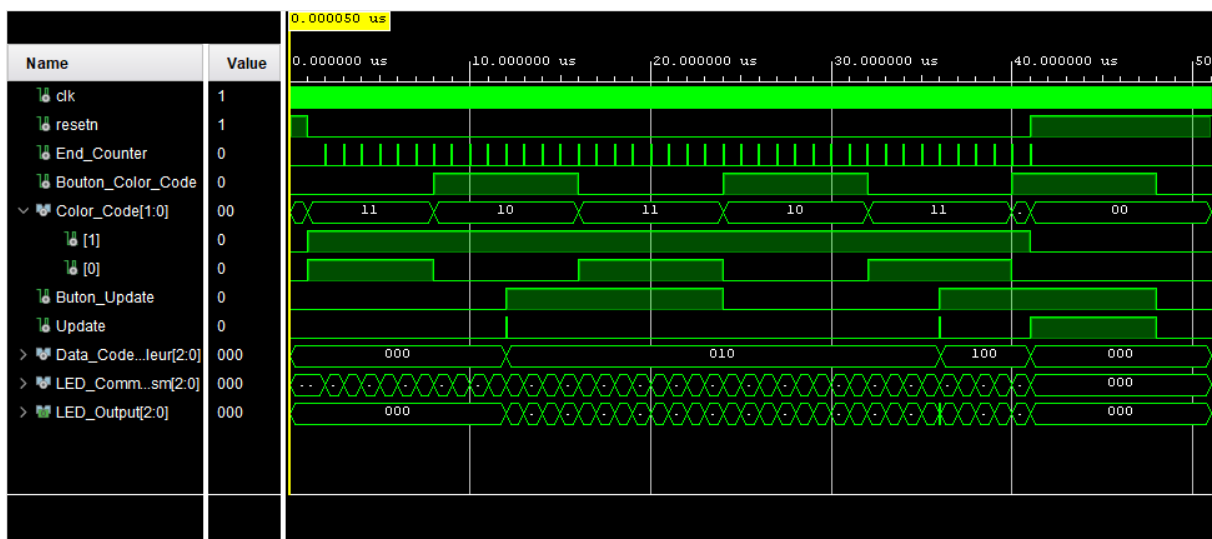 0.000050 us
Name Value 0.000000 us 10.000000 us 20.000000 us 30.000000 us 40.000000 us 50
clk 1
resetn 1
End_Counter 0
Bouton_Color_Code 0
Color_Code[1:0] 00 11 10 11 10 11 . 00
[1] 0
[0] 0
Buton_Update 0
Update 0
Data_Code...leur[2:0] 000 000 010 100 000
LED_Comm...sm[2:0] 000 000
LED_Output[2:0] 000 000 000